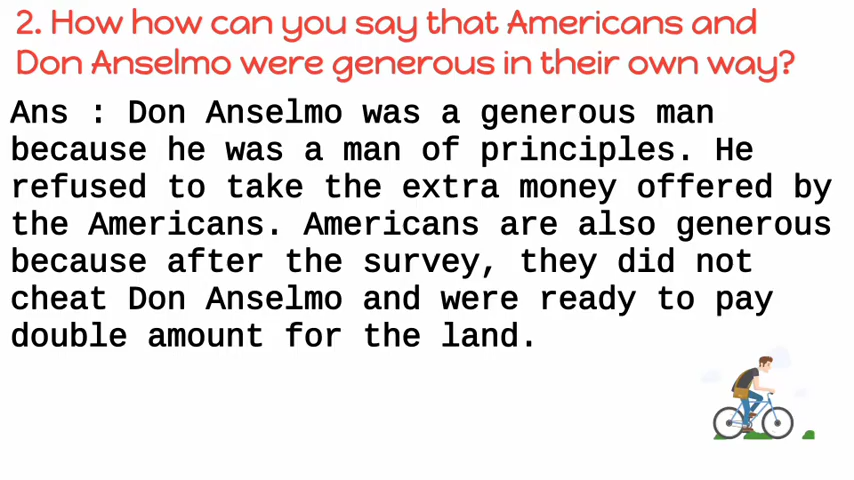 2. How how can you say that Americans and
Don Anselmo were generous in their own way?
Ans : Don Anselmo was a generous man
because he was a man of principles. He
refused to take the extra money offered by
the Americans. Americans are also generous
because after the survey, they did not
cheat Don Anselmo and were ready to pay
double amount for the land.